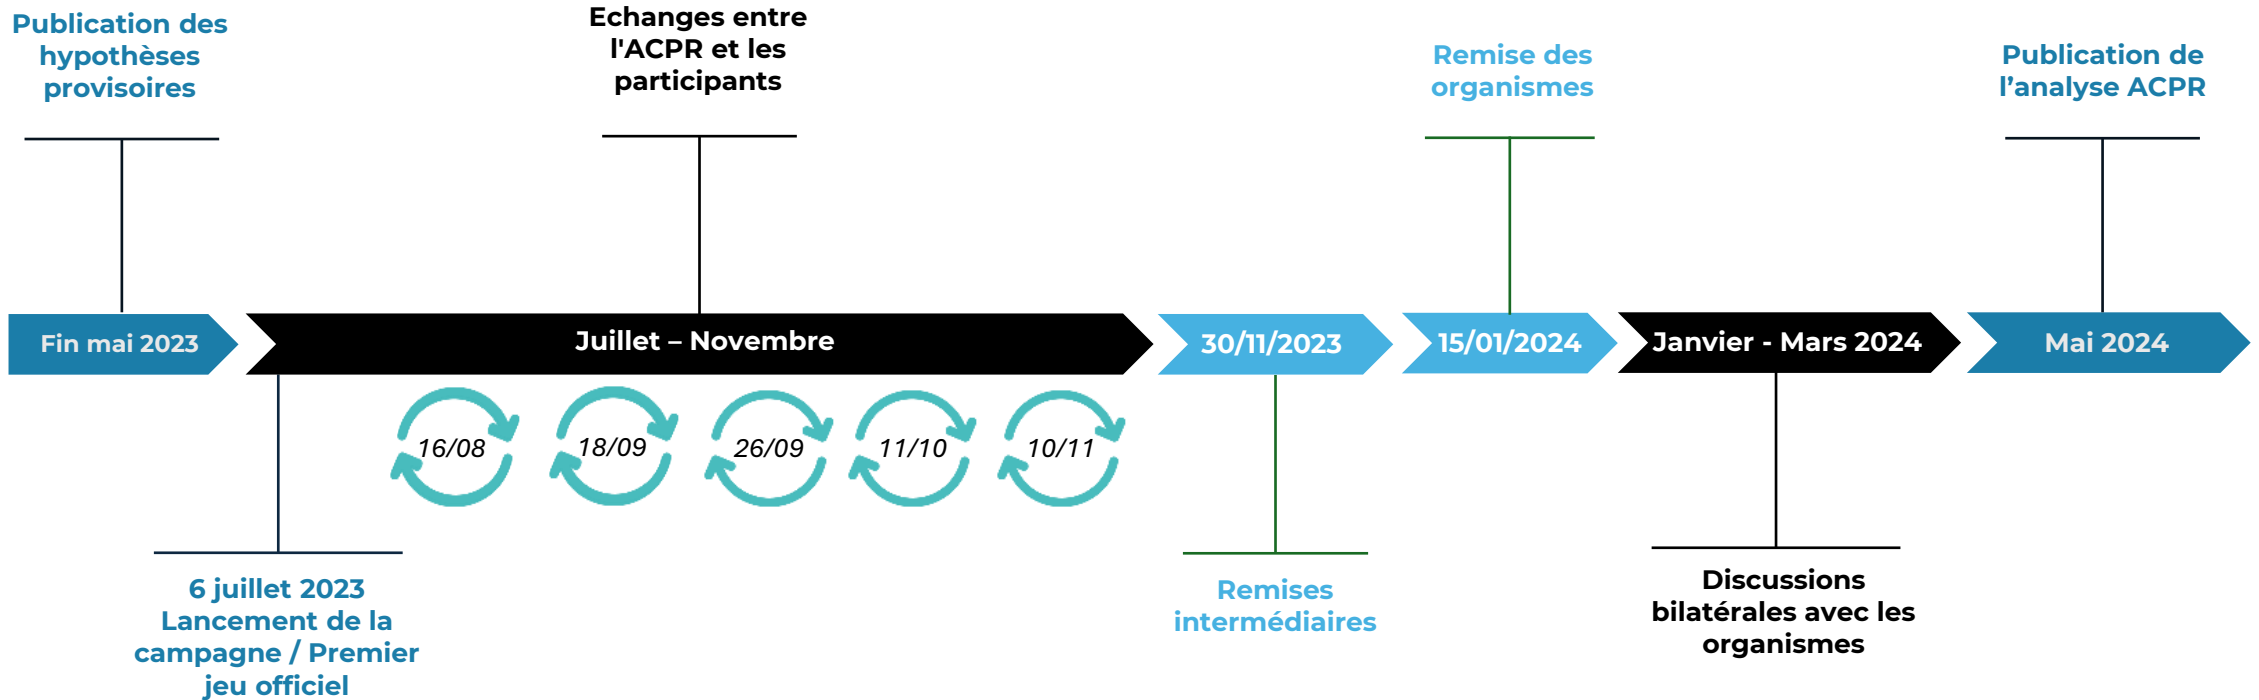 Publication des
hypothèses
provisoires
Echanges entre
l'ACPR et les
participants
Remise des
organismes
Publication de
l’analyse ACPR
Fin mai 2023
Juillet – Novembre
30/11/2023
15/01/2024
Janvier - Mars 2024
Mai 2024
16/08
18/09
26/09
11/10
10/11
6 juillet 2023
Lancement de la
campagne / Premier
jeu officiel
Remises
intermédiaires
Discussions
bilatérales avec les
organismes